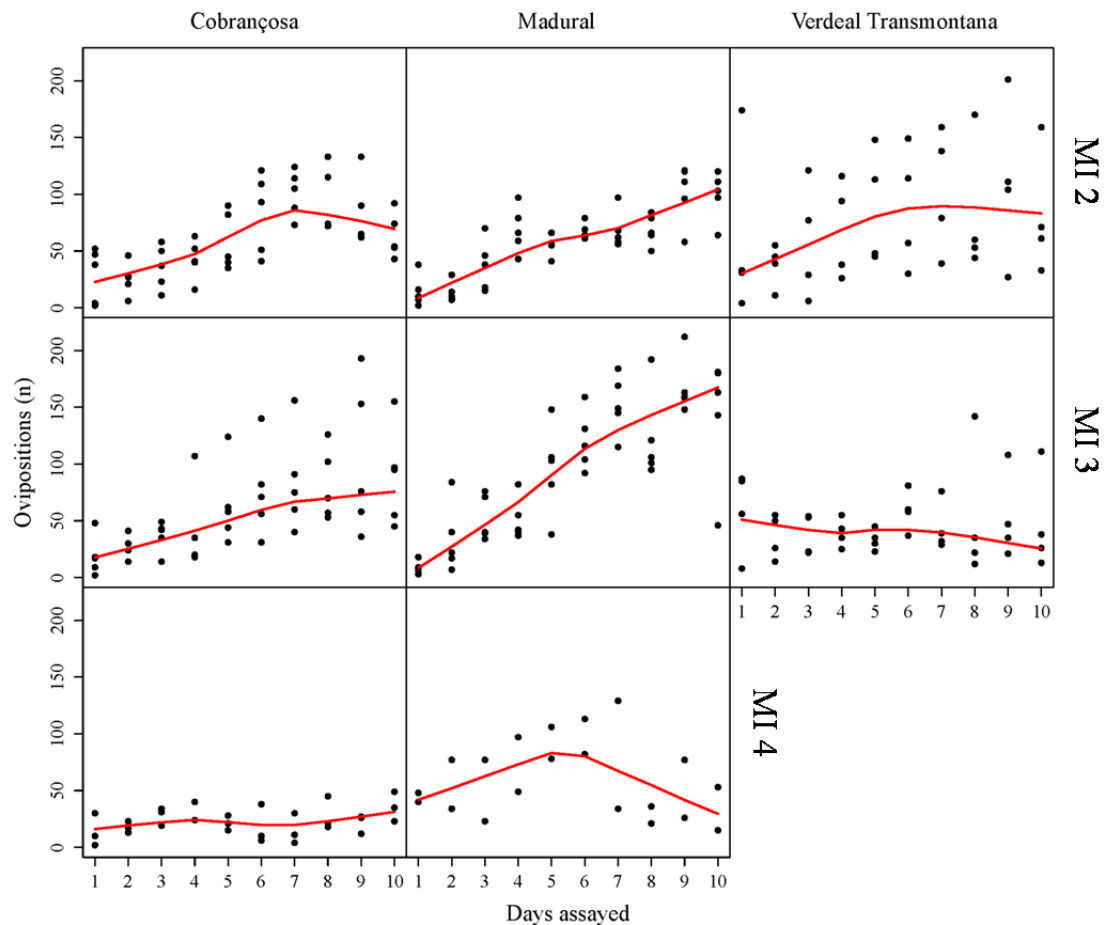 Cobrançosa Madural Verdeal Transmontana
200
150
100
50
0
MI 2
200
150
100
50
0
MI 3
Ovipositions (n)
1 2 3 4 5 6 7 8 9 10
200
150
100
50
0
MI 4
1 2 3 4 5 6 7 8 9 10 1 2 3 4 5 6 7 8 9 10
Days assayed